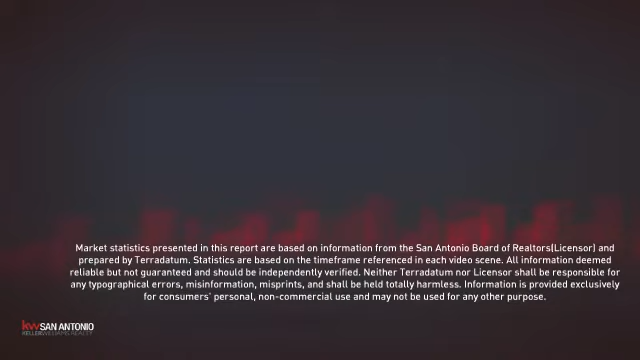 Market statistics presented in this report are based on information from the San Antonio Board of Realtors(Licensor) and
prepared by Terradatum. Statistics are based on the timeframe referenced in each video scene. All information deemed
reliable but not guaranteed and should be independently verified. Neither Terradatum nor Licensor shall be responsible for
any typographical errors, misinformation, misprints, and shall be held totally harmless. Information is provided exclusively
for consumers' personal, non-commercial use and may not be used for any other purpose.
kw SAN ANTONIO
KELLERWILLIAMS REALTY